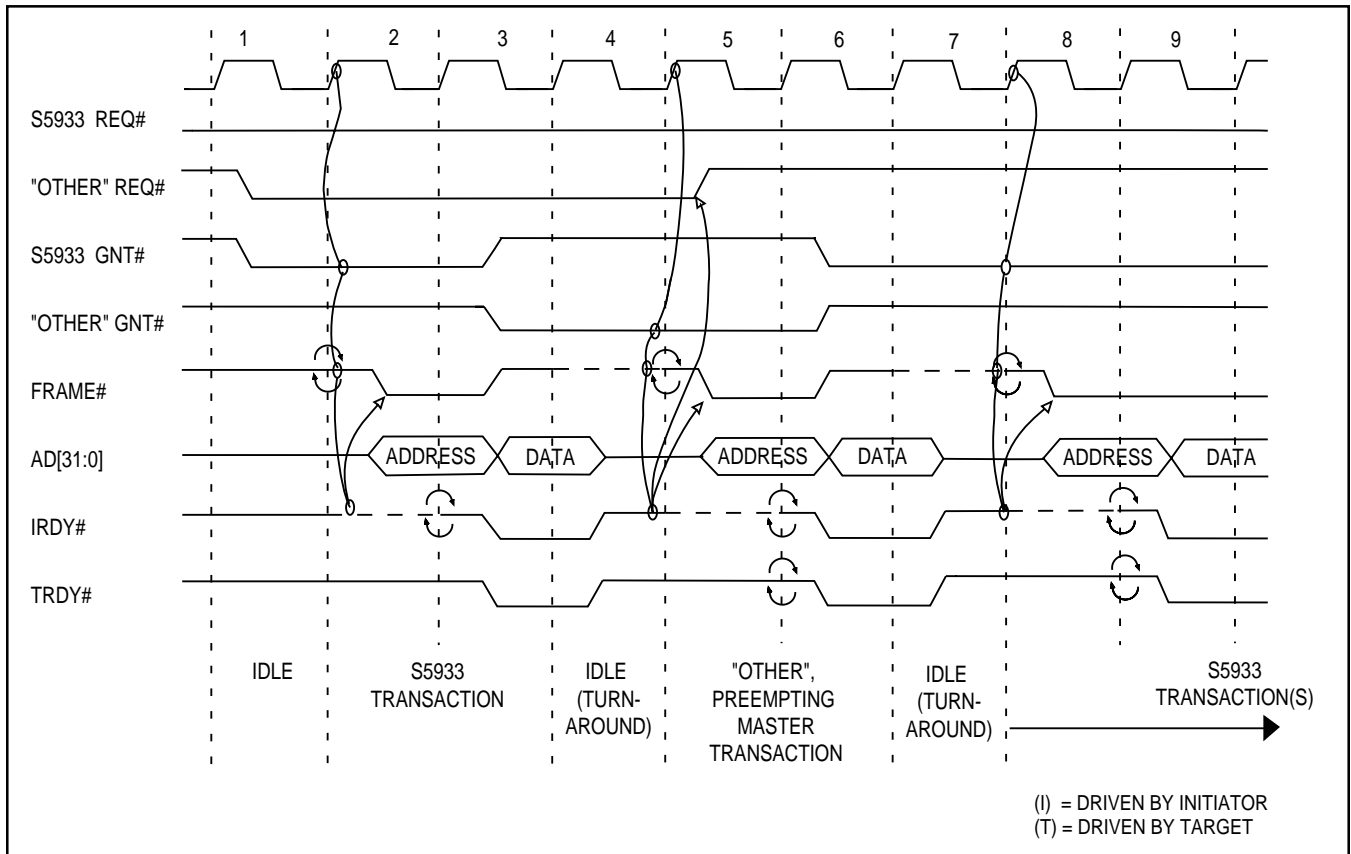 1 2 3 4 5 6 7 8 9
S5933 REQ#
"OTHER" REQ#
S5933 GNT#
"OTHER" GNT#
FRAME#
AD[31:0] ADDRESS DATA ADDRESS DATA ADDRESS DATA
IRDY#
TRDY#
IDLE
S5933
TRANSACTION
IDLE
(TURN-
AROUND)
"OTHER",
PREEMPTING
MASTER
TRANSACTION
IDLE
(TURN-
AROUND)
S5933
TRANSACTION(S)
(I) = DRIVEN BY INITIATOR
(T) = DRIVEN BY TARGET